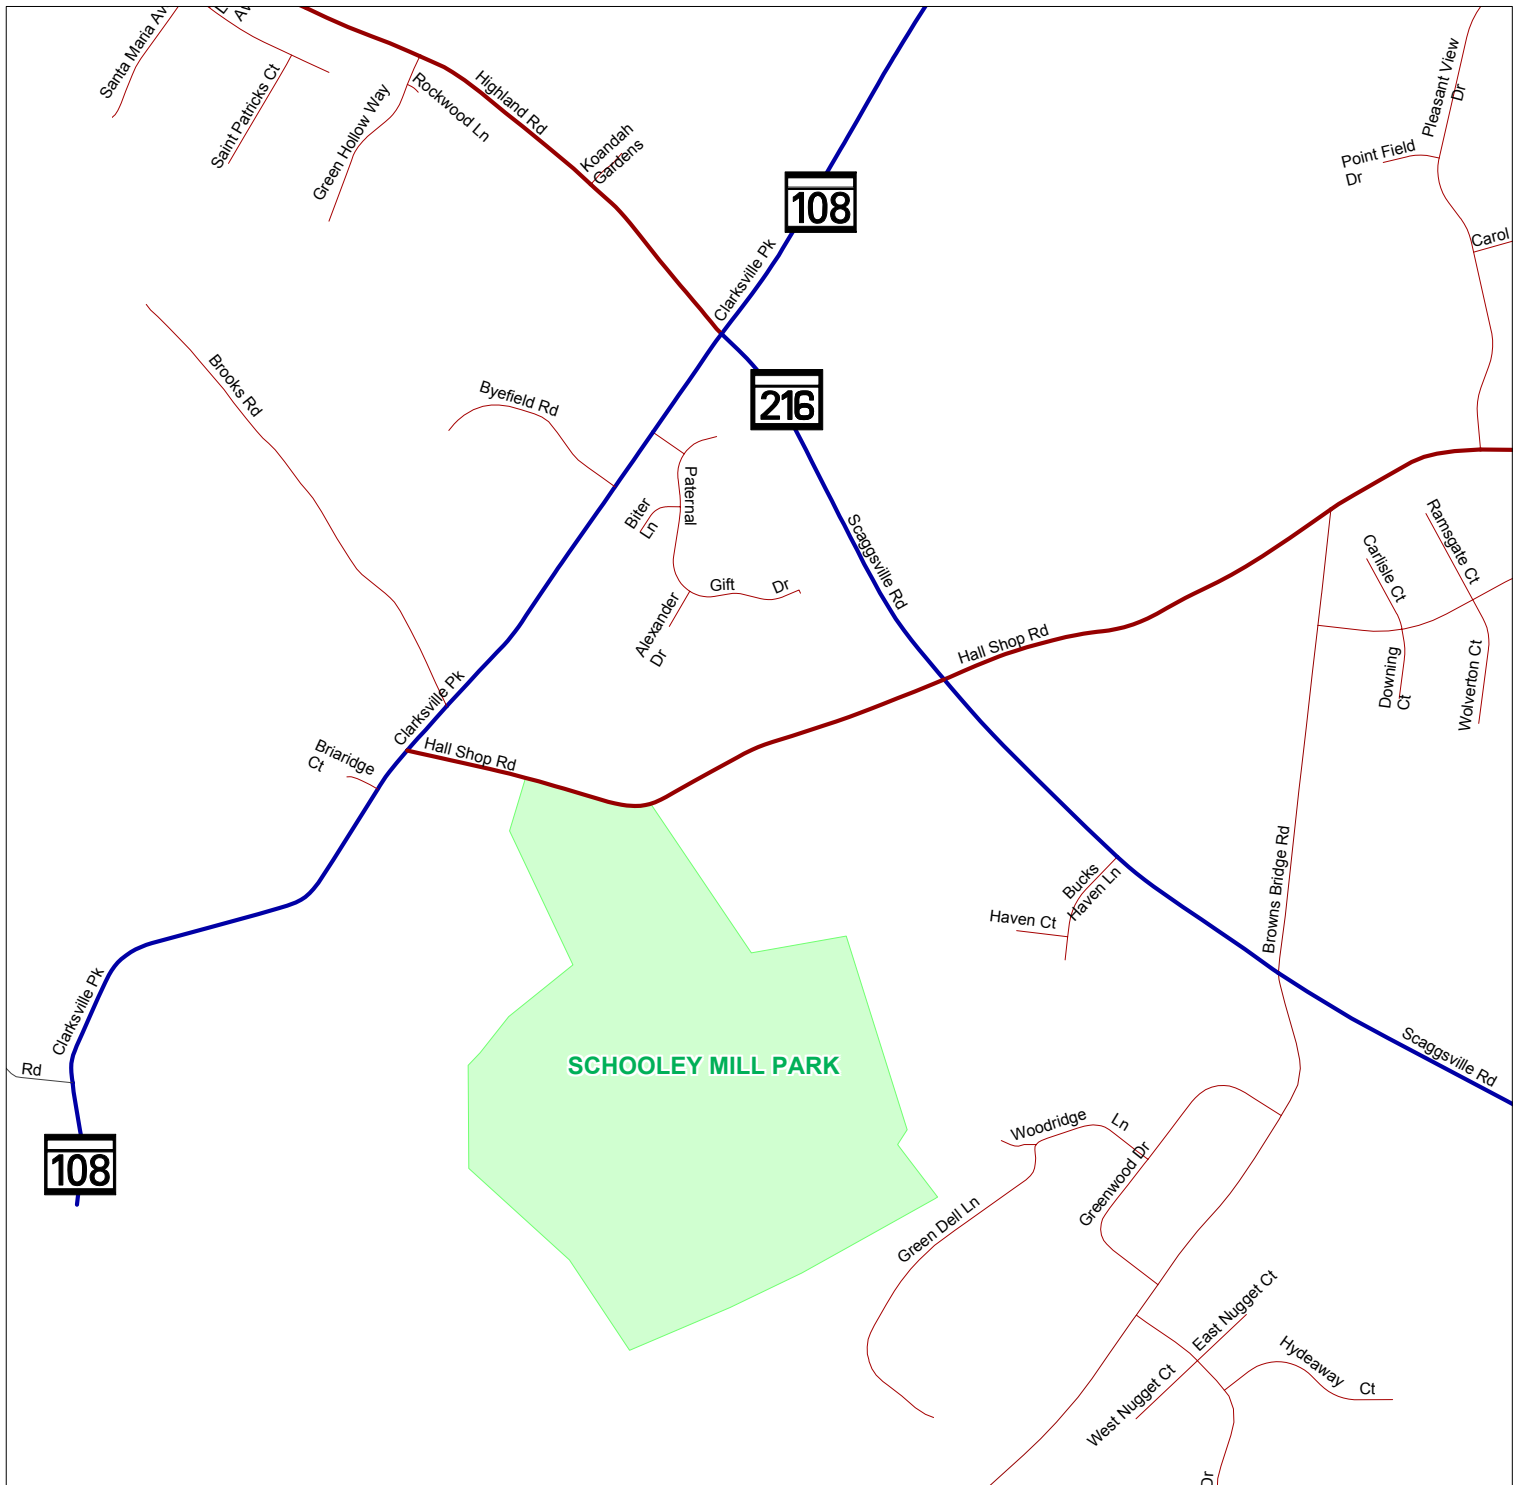 Santa Maria Av
Saint Patricks Ct
Green Hollow Way
Rockwood Ln
Highland Rd
Koandah
Gardens
108
Clarksville Pk
216
Pleasant View
Dr
Point Field
Dr
Carol
Brooks Rd
Byefield Rd
Biter
Ln
Paternal
Gift
Dr
Alexander
Dr
Scaggsville Rd
Hall Shop Rd
Ramsgate Ct
Carlisle Ct
Downing
Ct
Wolverton Ct
Clarksville Pk
Hall Shop Rd
Briaridge
Ct
Browns Bridge Rd
Bucks
Haven Ln
Haven Ct
Clarksville Pk
Rd
108
SCHOOLEY MILL PARK
Scaggsville Rd
Woodridge
Ln
Greenwood Dr
Green Dell Ln
East Nugget Ct
West Nugget Ct
Hydeaway
Ct
Dr